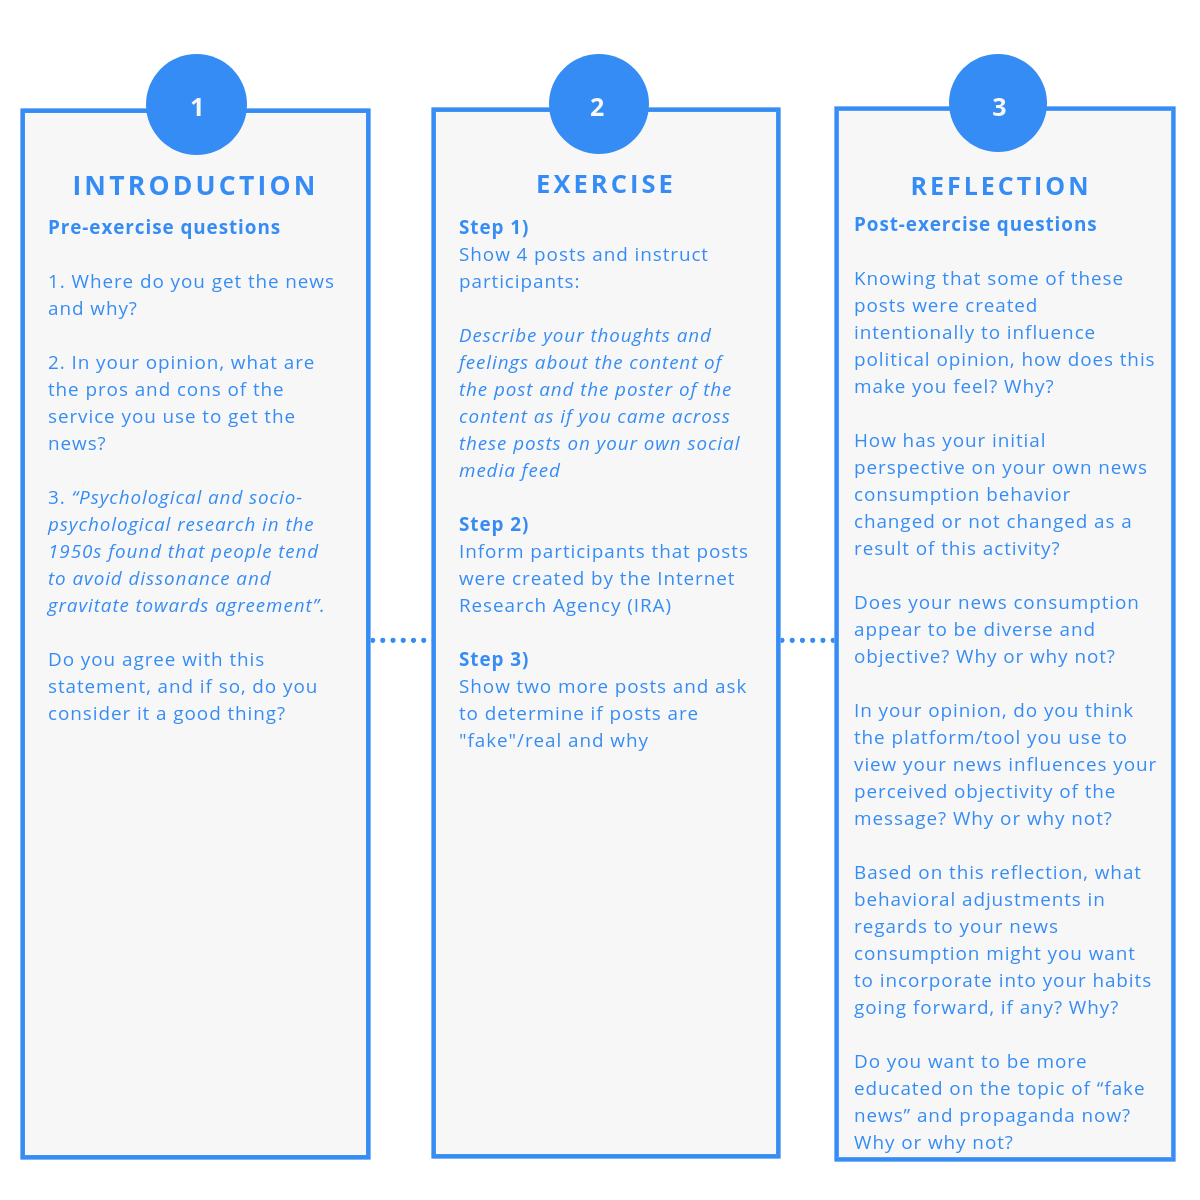 1
INTRODUCTION
Pre-exercise questions
1. Where do you get the news
and why?
2. In your opinion, what are
the pros and cons of the
service you use to get the
news?
3. “Psychological and socio-
psychological research in the
1950s found that people tend
to avoid dissonance and
gravitate towards agreement”.
Do you agree with this
statement, and if so, do you
consider it a good thing?
2
EXERCISE
Step 1)
Show 4 posts and instruct
participants:
Describe your thoughts and
feelings about the content of
the post and the poster of the
content as if you came across
these posts on your own social
media feed
Step 2)
Inform participants that posts
were created by the Internet
Research Agency (IRA)
Step 3)
Show two more posts and ask
to determine if posts are
"fake"/real and why
3
REFLECTION
Post-exercise questions
Knowing that some of these
posts were created
intentionally to influence
political opinion, how does this
make you feel? Why?
How has your initial
perspective on your own news
consumption behavior
changed or not changed as a
result of this activity?
Does your news consumption
appear to be diverse and
objective? Why or why not?
In your opinion, do you think
the platform/tool you use to
view your news influences your
perceived objectivity of the
message? Why or why not?
Based on this reflection, what
behavioral adjustments in
regards to your news
consumption might you want
to incorporate into your habits
going forward, if any? Why?
Do you want to be more
educated on the topic of “fake
news” and propaganda now?
Why or why not?